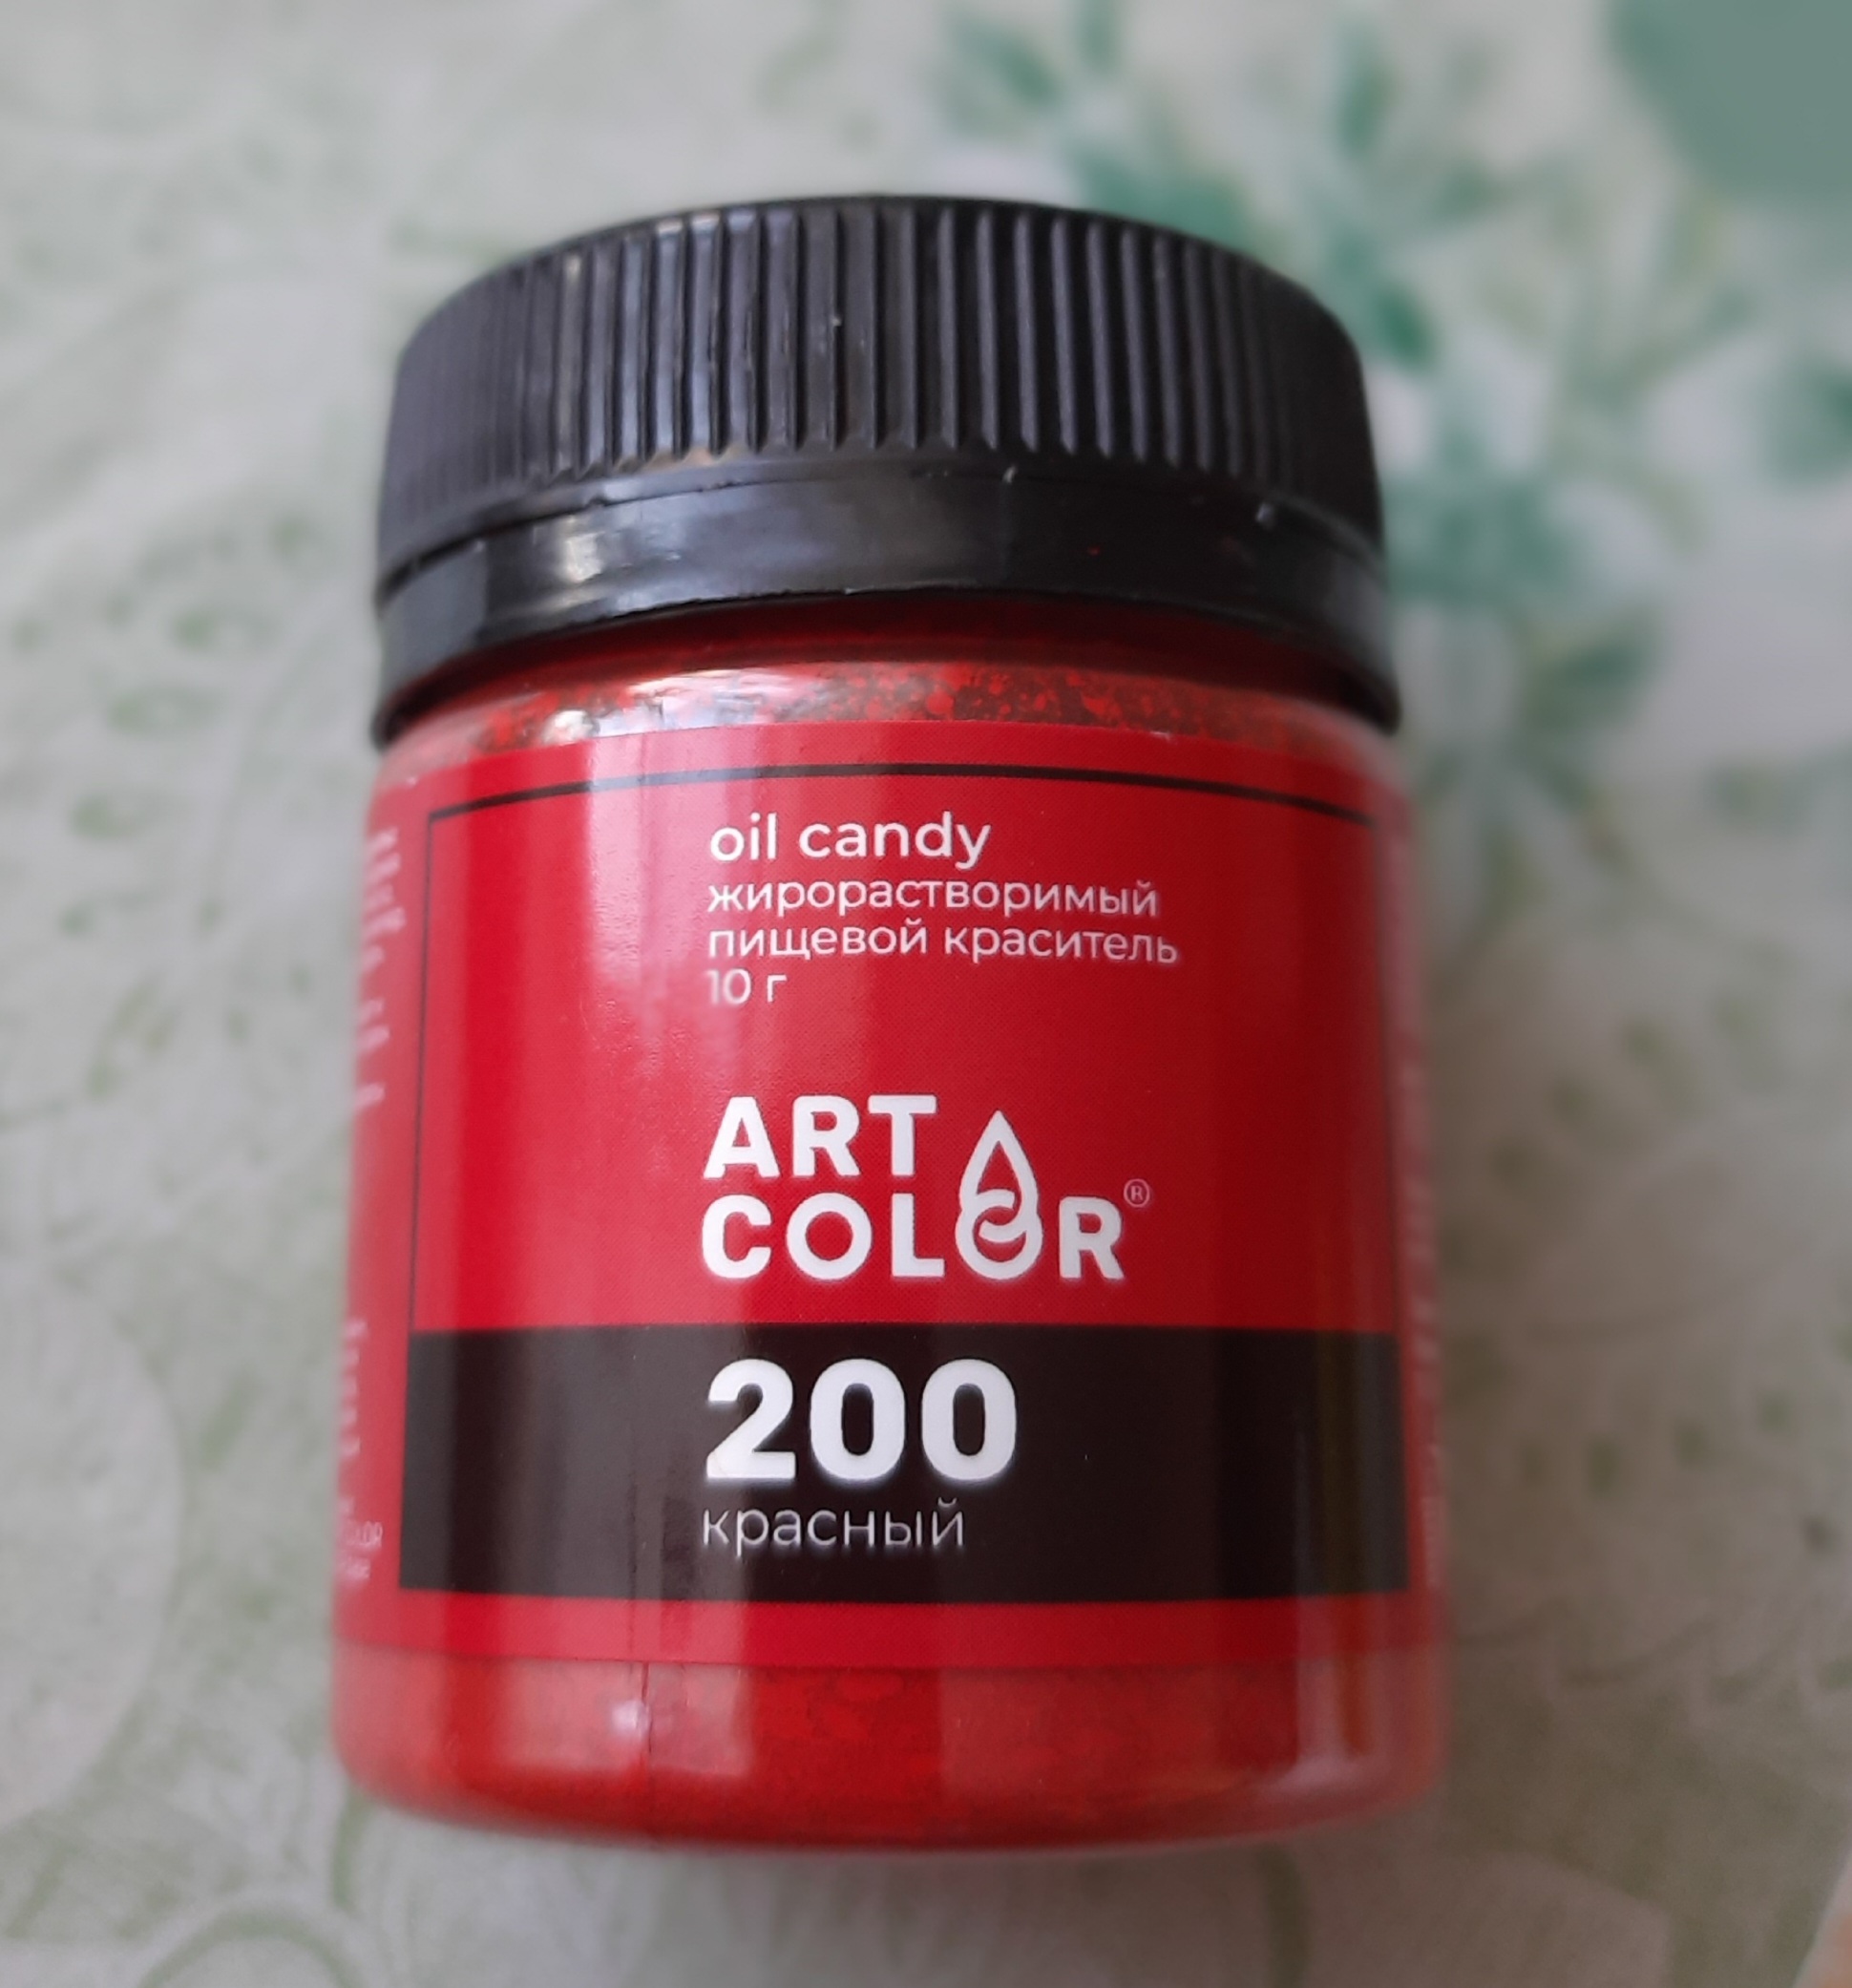 oil candy
жирорастворимый
пищевой краситель
10 г
ART
COLOR®
200
красный